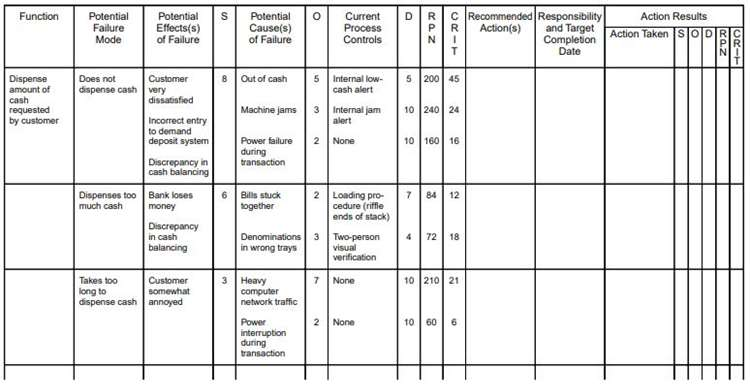 Function Potential Failure Mode Potential Effects(s) of Failure S Potential Cause(s) of Failure O Current Process Controls D RPN CRIT Recommended Action(s) Responsibility and Target Completion Date Action Results
Action Taken S O D RPN CRIT
Dispense amount of cash requested by customer
Does not dispense cash
Customer very dissatisfied
Incorrect entry to demand deposit system
Discrepancy in cash balancing
8
Out of cash 5 Internal low-cash alert 5 200 45
Machine jams 3 Internal jam alert 10 240 24
Power failure during transaction 2 None 10 160 16
Dispenses too much cash
Bank loses money
Discrepancy in cash balancing
6
Bills stuck together 2 Loading pro-cedure (riffle ends of stack) 7 84 12
Denominations in wrong trays 3 Two-person visual verification 4 72 18
Takes too long to dispense cash
Customer somewhat annoyed
3
Heavy computer network traffic 7 None 10 210 21
Power interruption during transaction 2 None 10 60 6